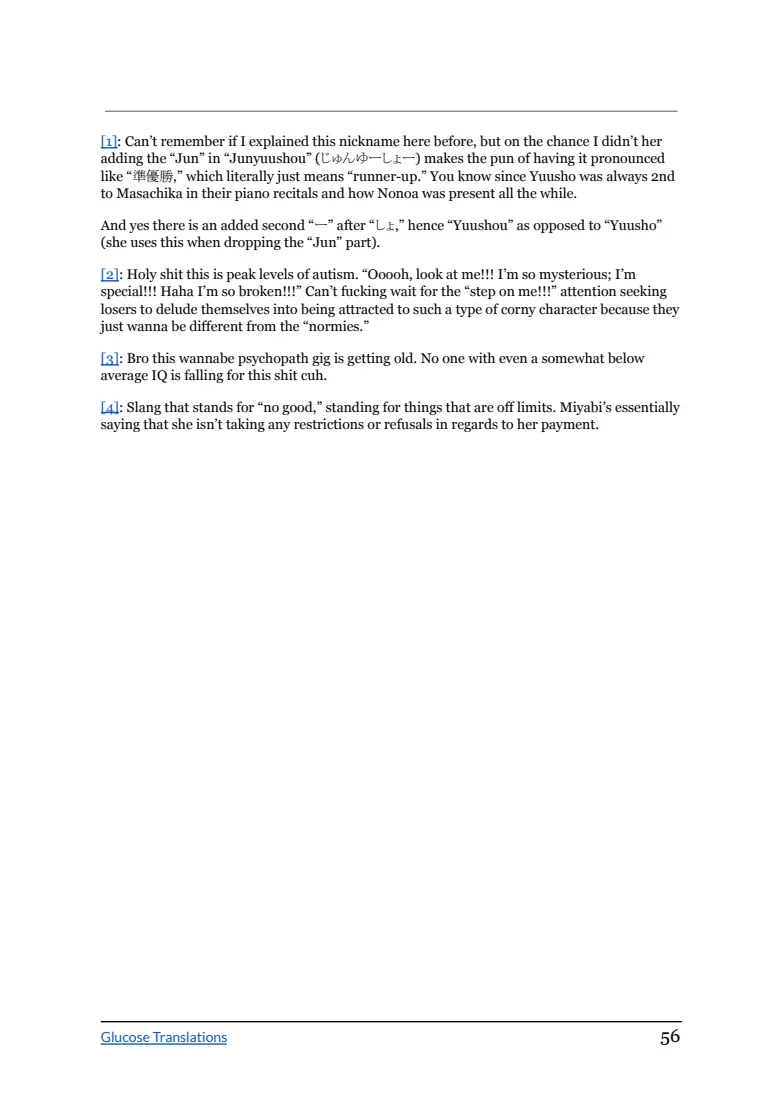 [1]: Can’t remember if I explained this nickname here before, but on the chance I didn’t her
adding the “Jun” in “Junyuushou” (じゅんゆーしょー) makes the pun of having it pronounced
like “準優勝,” which literally just means “runner-up.” You know since Yuusho was always 2nd
to Masachika in their piano recitals and how Nonoa was present all the while.
And yes there is an added second “ー” after “しょ,” hence “Yuushou” as opposed to “Yuusho”
(she uses this when dropping the “Jun” part).
[2]: Holy shit this is peak levels of autism. “Ooooh, look at me!!! I’m so mysterious; I’m
special!!! Haha I’m so broken!!!” Can’t fucking wait for the “step on me!!!” attention seeking
losers to delude themselves into being attracted to such a type of corny character because they
just wanna be different from the “normies.”
[3]: Bro this wannabe psychopath gig is getting old. No one with even a somewhat below
average IQ is falling for this shit cuh.
[4]: Slang that stands for “no good,” standing for things that are off limits. Miyabi’s essentially
saying that she isn’t taking any restrictions or refusals in regards to her payment.
Glucose Translations
56